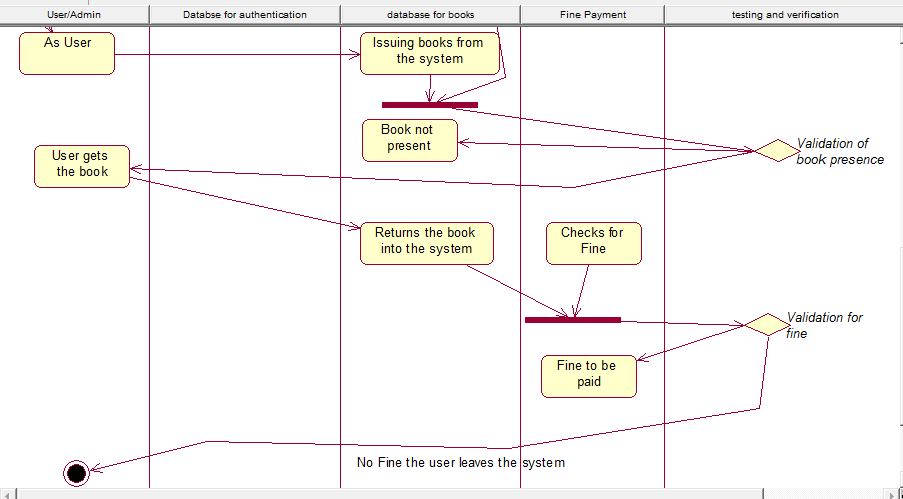 User/Admin
Databse for authentication
database for books
Fine Payment
testing and verification
As User
Issuing books from
the system
Book not
present
Validation of
book presence
User gets
the book
Returns the book
into the system
Checks for
Fine
Validation for
fine
Fine to be
paid
No Fine the user leaves the system